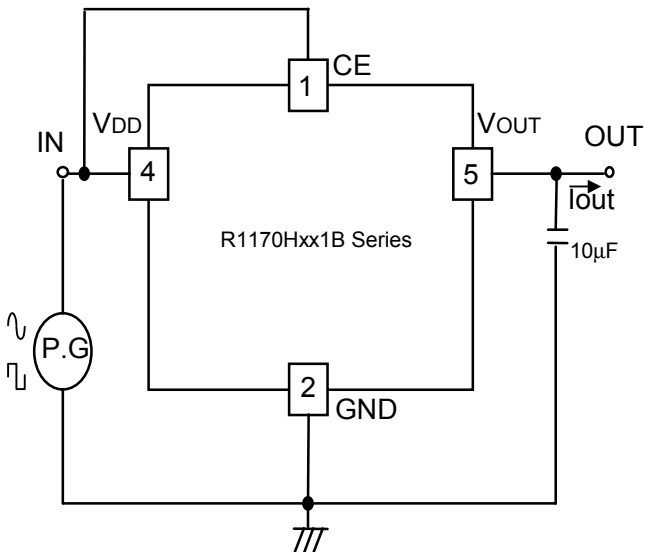 CE
1
VDD
VOUT
IN
OUT
4
5
Iout
R1170Hxx1B Series
10μF
P.G
2
GND